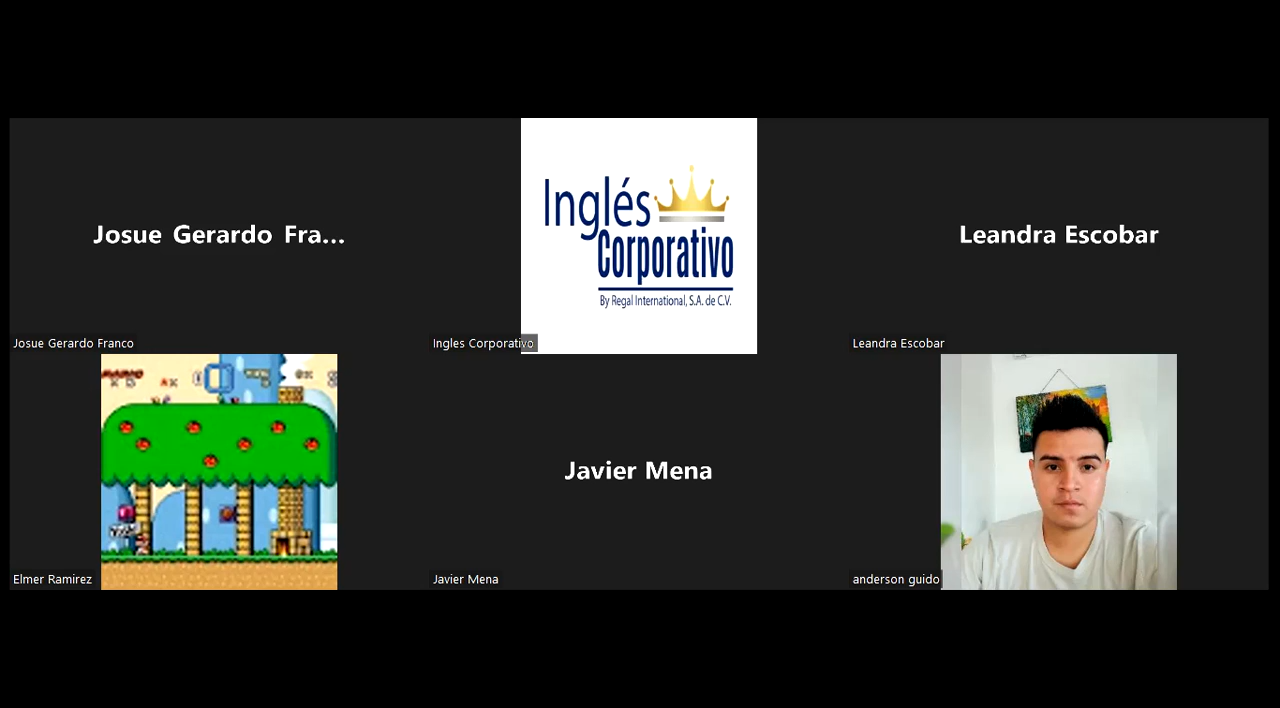 Josue Gerardo Fra...
Inglés
Corporativo
By Regal International, S.A. de C.V.
Leandra Escobar
Josue Gerardo Franco
Ingles Corporativo
Leandra Escobar
MARIO
Javier Mena
Elmer Ramirez
Javier Mena
anderson guido